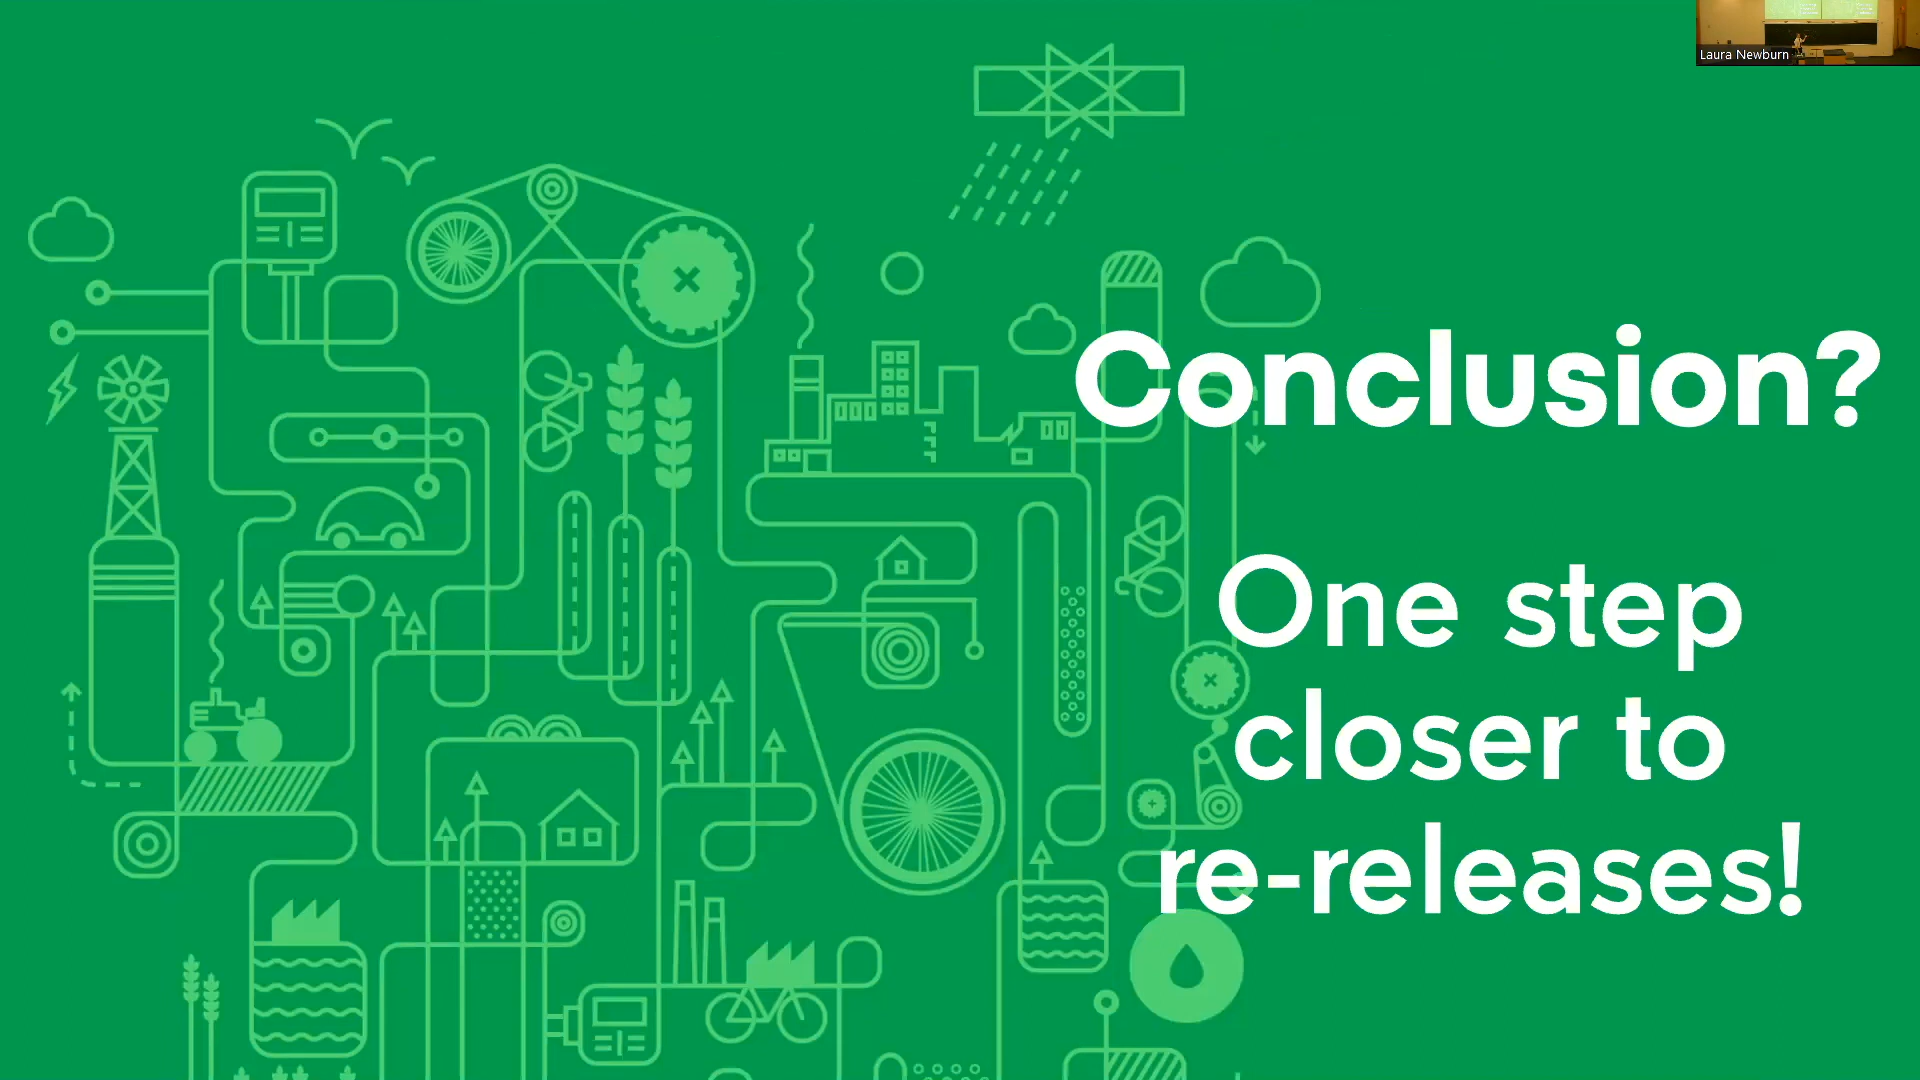 Laura Newburn
Conclusion?
One step
closer to
re-releases!